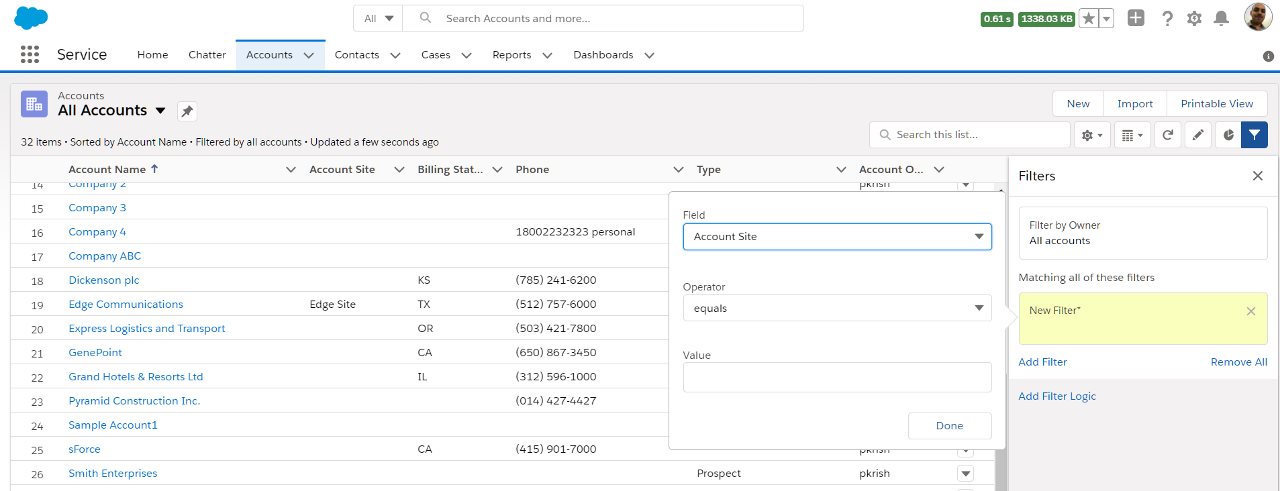 All Search Accounts and more... 0.61 s 1338.03 KB
Service Home Chatter Accounts Contacts Cases Reports Dashboards
Accounts
All Accounts
New Import Printable View
32 items • Sorted by Account Name • Filtered by all accounts • Updated a few seconds ago
Search this list...
Account Name ↑ Account Site Billing Stat... Phone Type Account O...
14 Company 2 pkrish
15 Company 3
16 Company 4 18002232323 personal
17 Company ABC
18 Dickenson plc KS (785) 241-6200
19 Edge Communications Edge Site TX (512) 757-6000
20 Express Logistics and Transport OR (503) 421-7800
21 GenePoint CA (650) 867-3450
22 Grand Hotels & Resorts Ltd IL (312) 596-1000
23 Pyramid Construction Inc. (014) 427-4427
24 Sample Account1
25 sForce CA (415) 901-7000 pkrish
26 Smith Enterprises Prospect pkrish
Field
Account Site
Operator
equals
Value
Done
Filters
Filter by Owner
All accounts
Matching all of these filters
New Filter*
Add Filter Remove All
Add Filter Logic